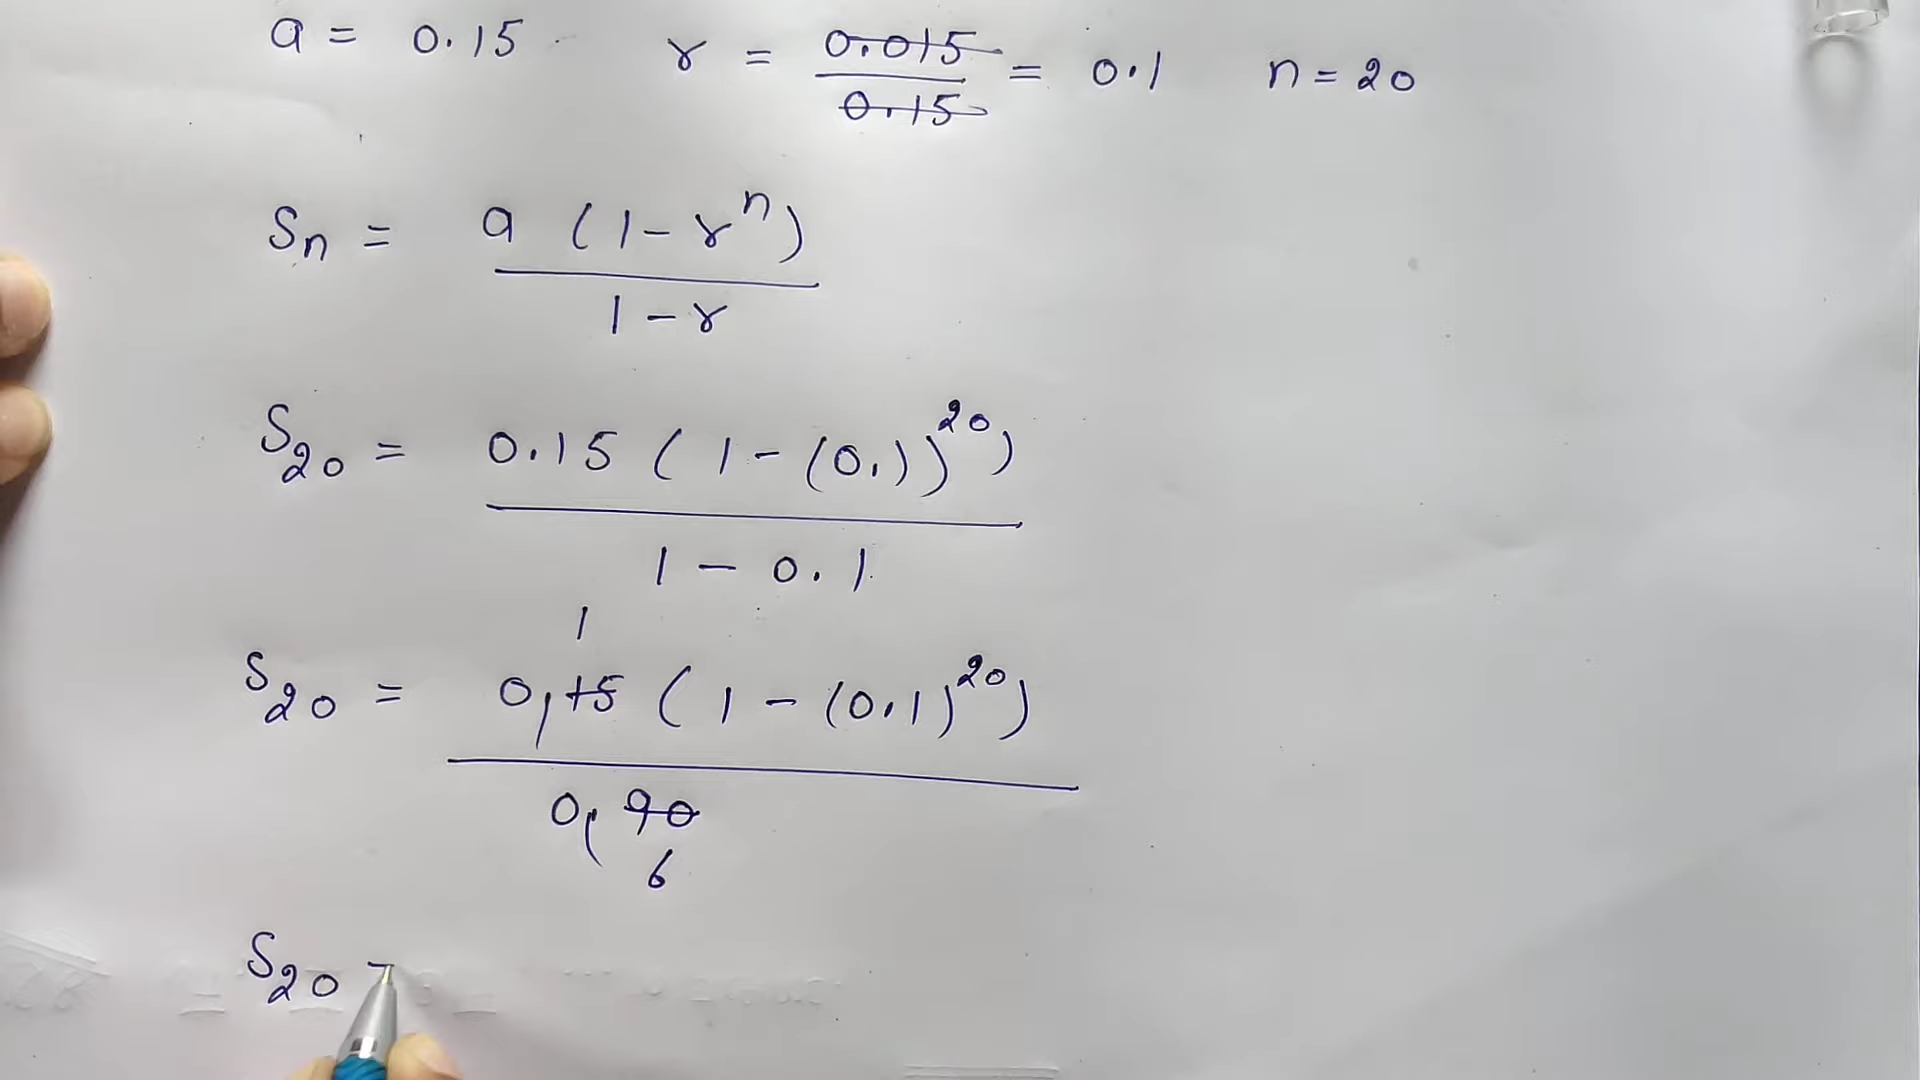 a = 0.15 r = 0.015/0.15 = 0.1 n = 20
Sn = a (1 - r^n)
1 - r
S20 = 0.15 (1 - (0.1)^20)
1 - 0.1
1
S20 = 0.15 (1 - (0.1)^20)
0.90
6
S20 =